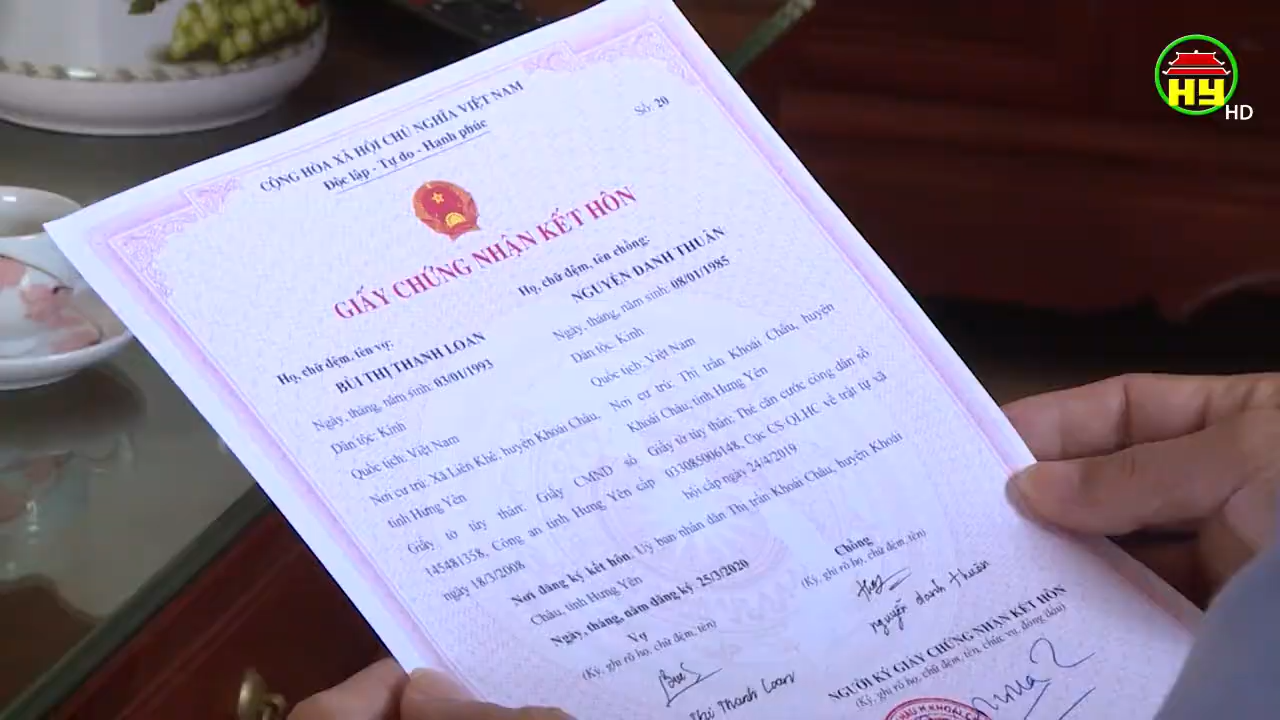 HY
HD
CỘNG HÒA XÃ HỘI CHỦ NGHĨA VIỆT NAM
Độc lập - Tự do - Hạnh phúc
Số: 20
GIẤY CHỨNG NHẬN KẾT HÔN
Họ, chữ đệm, tên vợ:
BÙI THỊ THANH LOAN
Ngày, tháng, năm sinh: 03/01/1993
Dân tộc: Kinh
Quốc tịch: Việt Nam
Nơi cư trú: Xã Liên Khê, huyện Khoái Châu,
tỉnh Hưng Yên
Giấy tờ tùy thân: Giấy CMND số
145481358, Công an tỉnh Hưng Yên cấp
ngày 18/3/2008
Họ, chữ đệm, tên chồng:
NGUYỄN DANH THUÂN
Ngày, tháng, năm sinh: 08/01/1985
Dân tộc: Kinh
Quốc tịch: Việt Nam
Nơi cư trú: Thị trấn Khoái Châu, huyện
Khoái Châu, tỉnh Hưng Yên
Giấy tờ tùy thân: Thẻ căn cước công dân số
033085006148, Cục CS QLHC về trật tự xã
hội cấp ngày 24/4/2019
Nơi đăng ký kết hôn: Uỷ ban nhân dân Thị trấn Khoái Châu, huyện Khoái
Châu, tỉnh Hưng Yên
Ngày, tháng, năm đăng ký: 25/3/2020
Vợ
(Ký, ghi rõ họ, chữ đệm, tên)
Thanh Loan
Chồng
(Ký, ghi rõ họ, chữ đệm, tên)
nguyễn danh thuân
NGƯỜI KÝ GIẤY CHỨNG NHẬN KẾT HÔN
(Ký, ghi rõ họ, chữ đệm, tên, chức vụ, đóng dấu)